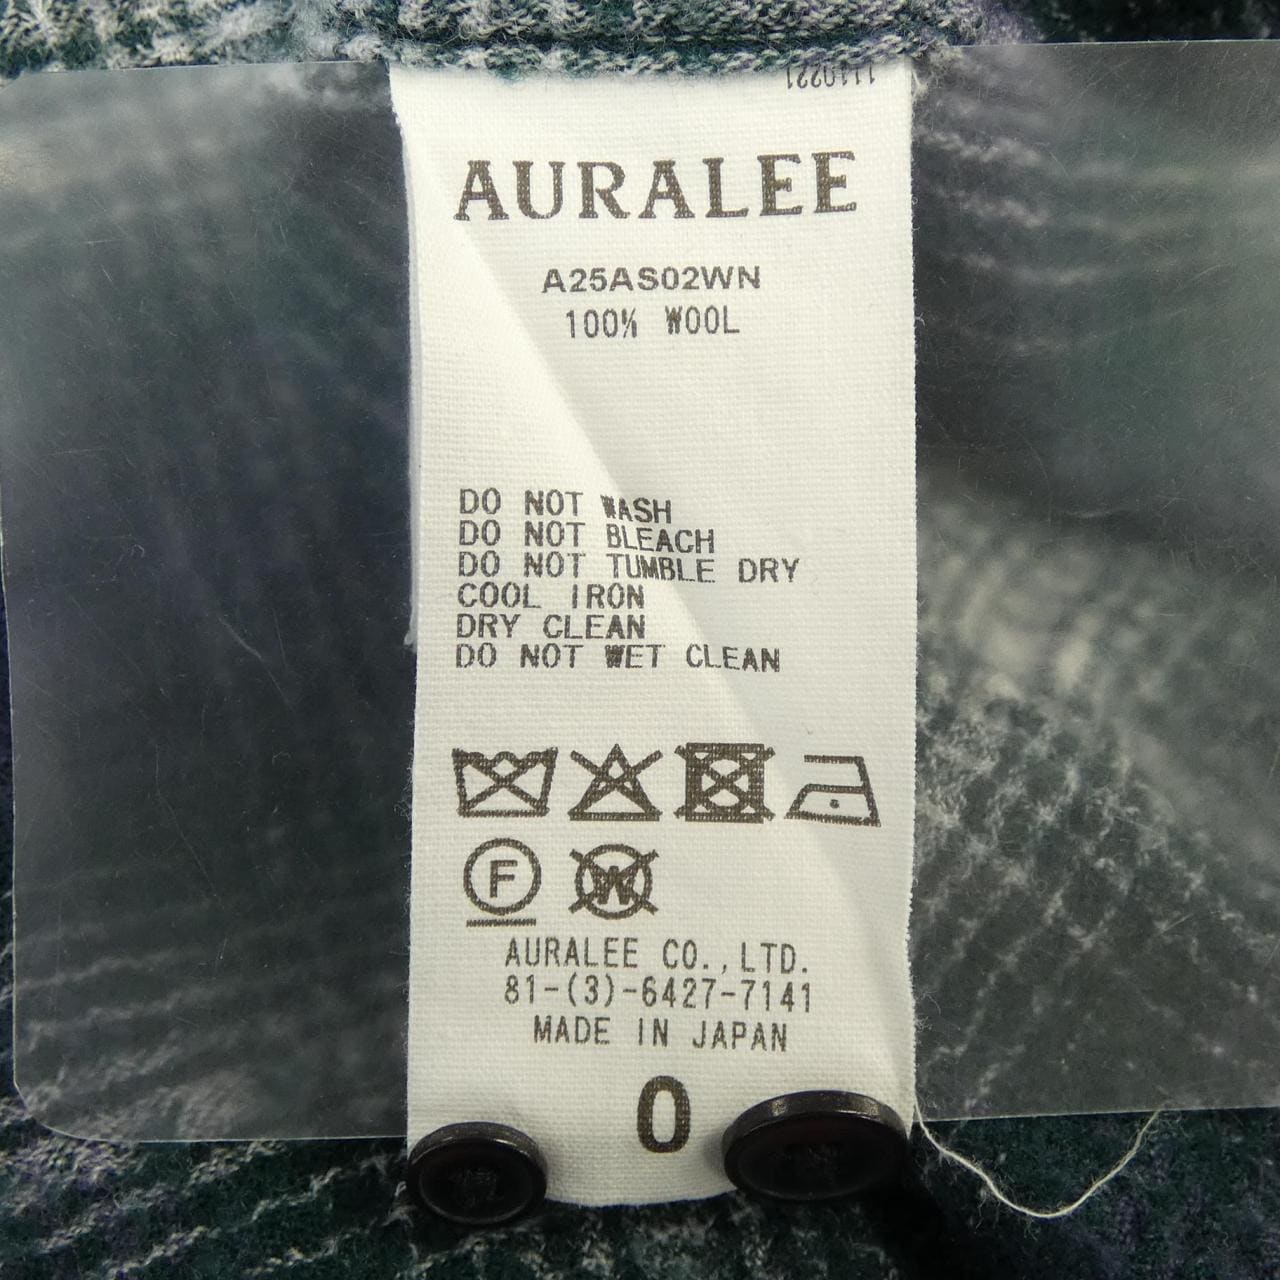 1110221
AURALEE
A25AS02WN
100% WOOL
DO NOT WASH
DO NOT BLEACH
DO NOT TUMBLE DRY
COOL IRON
DRY CLEAN
DO NOT WET CLEAN
F W
AURALEE CO.,LTD.
81-(3)-6427-7141
MADE IN JAPAN
0